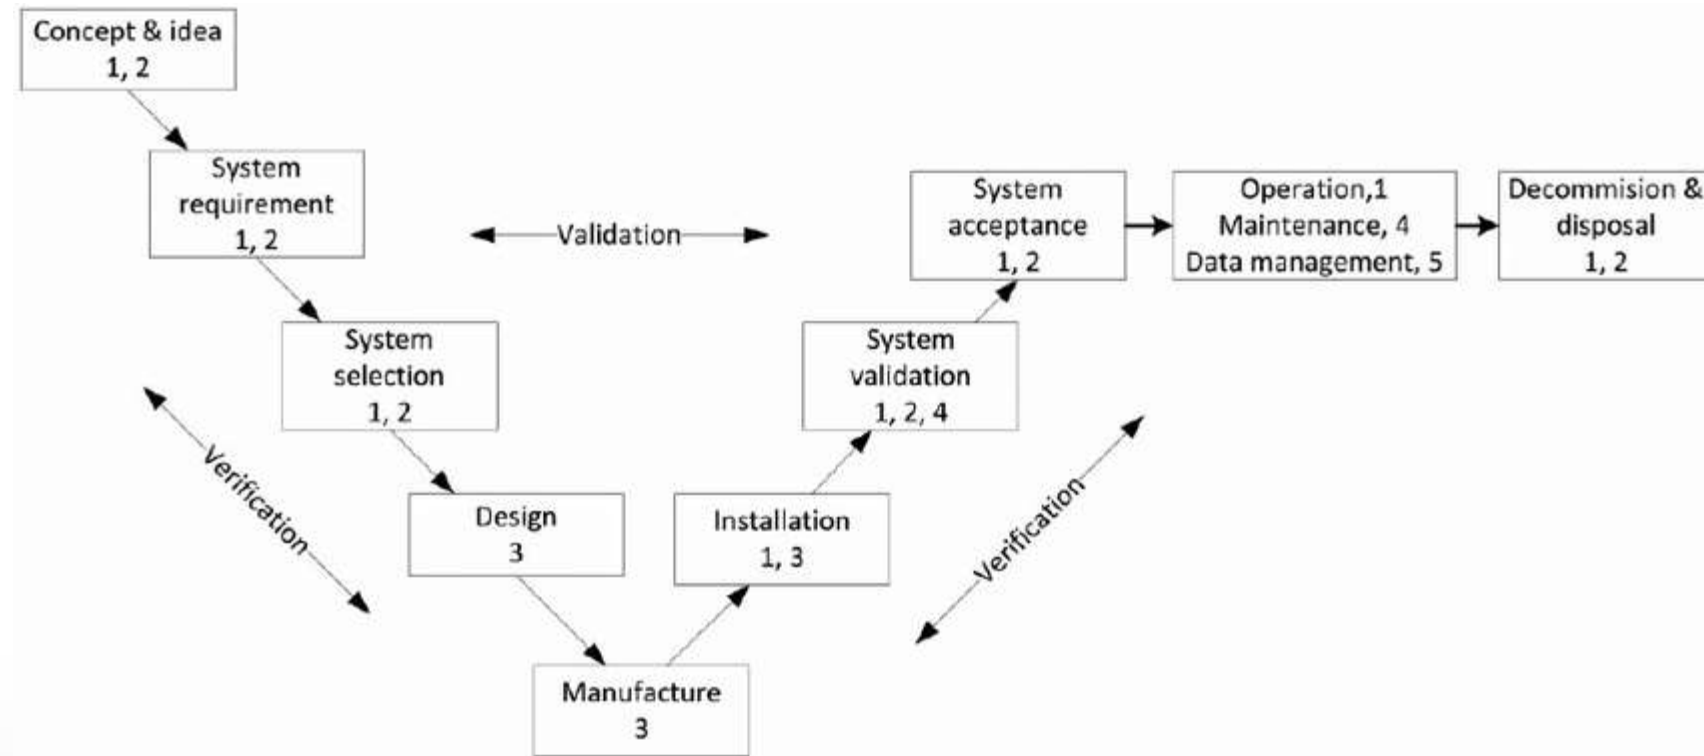 Concept & idea
1, 2
System
requirement
1, 2
Validation
System
acceptance
1, 2
Operation,1
Maintenance, 4
Data management, 5
Decommision &
disposal
1, 2
System
selection
1, 2
System
validation
1, 2, 4
Verification
Design
3
Installation
1, 3
Verification
Manufacture
3